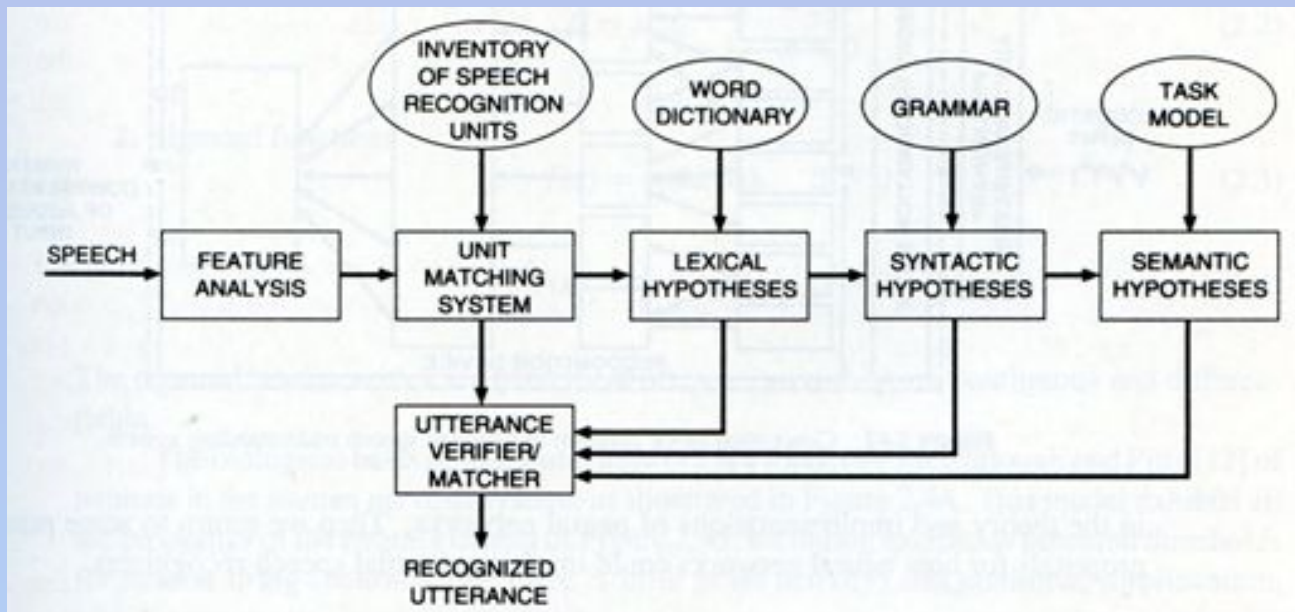 INVENTORY
OF SPEECH
RECOGNITION
UNITS
WORD
DICTIONARY
GRAMMAR
TASK
MODEL
SPEECH
FEATURE
ANALYSIS
UNIT
MATCHING
SYSTEM
LEXICAL
HYPOTHESES
SYNTACTIC
HYPOTHESES
SEMANTIC
HYPOTHESES
UTTERANCE
VERIFIER/
MATCHER
RECOGNIZED
UTTERANCE